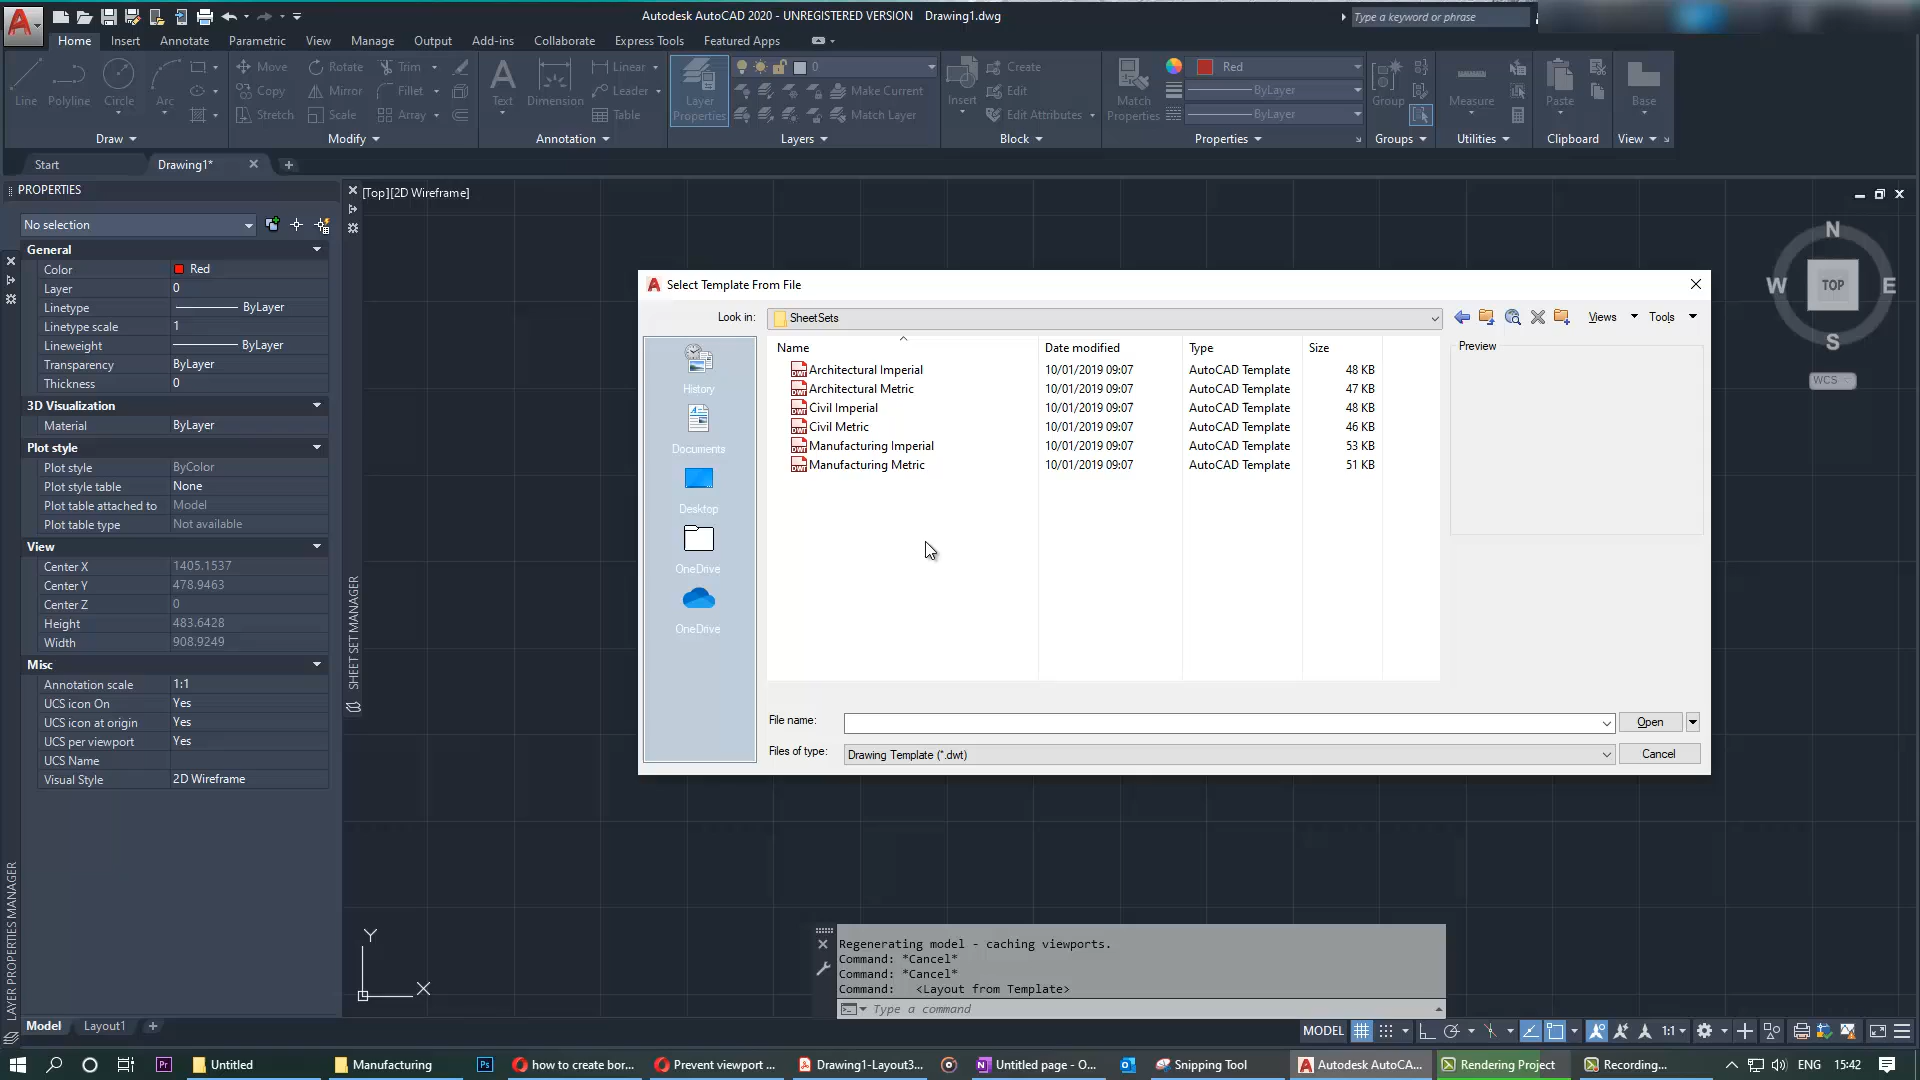 Autodesk AutoCAD 2020 - UNREGISTERED VERSION Drawing1.dwg
Type a keyword or phrase
Home Insert Annotate Parametric View Manage Output Add-ins Collaborate Express Tools Featured Apps
Move Rotate Trim Linear 0 Create Red
Line Polyline Circle Arc Copy Mirror Fillet Text Dimension Leader Layer Properties Make Current Insert Edit Match Properties ByLayer Group Measure Paste Base
Stretch Scale Array Table Match Layer Edit Attributes ByLayer
Draw Modify Annotation Layers Block Properties Groups Utilities Clipboard View
Start Drawing1*
PROPERTIES
[Top][2D Wireframe]
No selection
General
Color Red
Layer 0
Linetype ByLayer
Linetype scale 1
Lineweight ByLayer
Transparency ByLayer
Thickness 0
3D Visualization
Material ByLayer
Plot style
Plot style ByColor
Plot style table None
Plot table attached to Model
Plot table type Not available
View
Center X 1405.1537
Center Y 478.9463
Center Z 0
Height 483.6428
Width 908.9249
Misc
Annotation scale 1:1
UCS icon On Yes
UCS icon at origin Yes
UCS per viewport Yes
UCS Name
Visual Style 2D Wireframe
SHEET SET MANAGER
LAYER PROPERTIES MANAGER
Select Template From File
Look in: SheetSets Views Tools
History
Documents
Desktop
OneDrive
OneDrive
Name Date modified Type Size
Architectural Imperial 10/01/2019 09:07 AutoCAD Template 48 KB
Architectural Metric 10/01/2019 09:07 AutoCAD Template 47 KB
Civil Imperial 10/01/2019 09:07 AutoCAD Template 48 KB
Civil Metric 10/01/2019 09:07 AutoCAD Template 46 KB
Manufacturing Imperial 10/01/2019 09:07 AutoCAD Template 53 KB
Manufacturing Metric 10/01/2019 09:07 AutoCAD Template 51 KB
Preview
File name: Open
Files of type: Drawing Template (*.dwt) Cancel
N
W TOP E
S
WCS
Y
X
Regenerating model - caching viewports.
Command: *Cancel*
Command: *Cancel*
Command: <Layout from Template>
Type a command
Model Layout1 +
MODEL 1:1
Pr Untitled Manufacturing Ps how to create bor... Prevent viewport ... Drawing1-Layout3... Untitled page - O... Snipping Tool Autodesk AutoCA... Rendering Project Recording... ENG 15:42